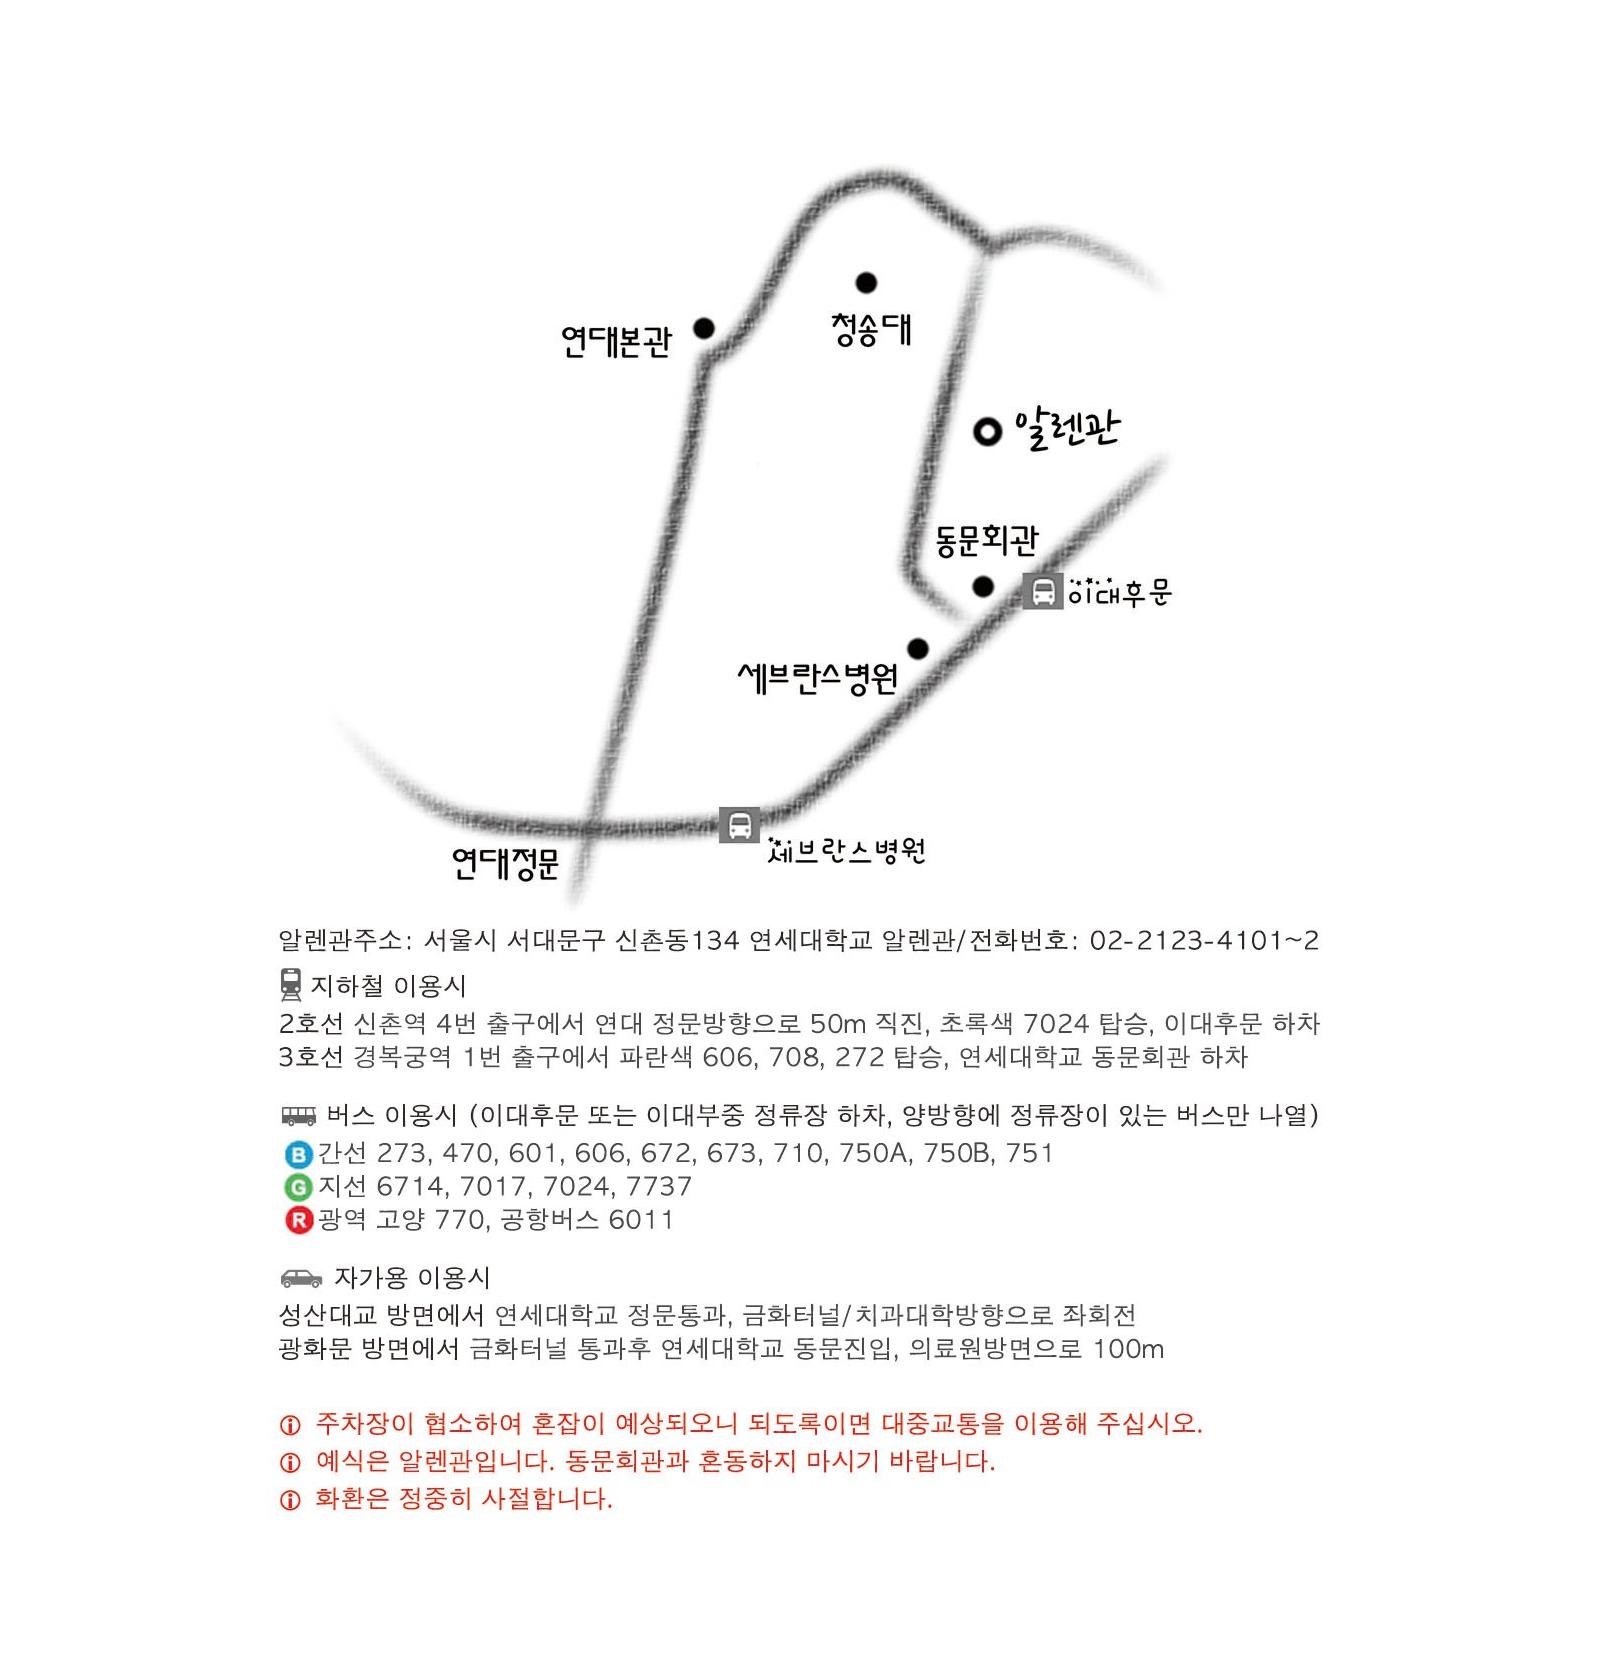 연대본관
청송대
알렌관
동문회관
이대후문
세브란스병원
세브란스병원
연대정문
알렌관주소: 서울시 서대문구 신촌동134 연세대학교 알렌관/전화번호: 02-2123-4101~2
지하철 이용시
2호선 신촌역 4번 출구에서 연대 정문방향으로 50m 직진, 초록색 7024 탑승, 이대후문 하차
3호선 경복궁역 1번 출구에서 파란색 606, 708, 272 탑승, 연세대학교 동문회관 하차
버스 이용시 (이대후문 또는 이대부중 정류장 하차, 양방향에 정류장이 있는 버스만 나열)
B 간선 273, 470, 601, 606, 672, 673, 710, 750A, 750B, 751
G 지선 6714, 7017, 7024, 7737
R 광역 고양 770, 공항버스 6011
자가용 이용시
성산대교 방면에서 연세대학교 정문통과, 금화터널/치과대학방향으로 좌회전
광화문 방면에서 금화터널 통과후 연세대학교 동문진입, 의료원방면으로 100m
주차장이 협소하여 혼잡이 예상되오니 되도록이면 대중교통을 이용해 주십시오.
예식은 알렌관입니다. 동문회관과 혼동하지 마시기 바랍니다.
화환은 정중히 사절합니다.